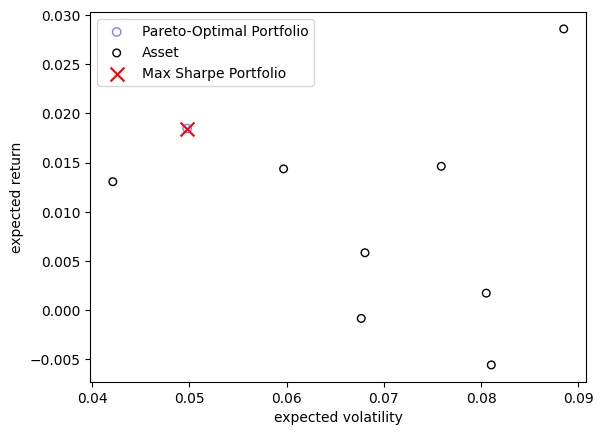 Pareto-Optimal Portfolio
Asset
Max Sharpe Portfolio
0.030
0.025
0.020
0.015
0.010
0.005
0.000
−0.005
expected return
0.04 0.05 0.06 0.07 0.08 0.09
expected volatility